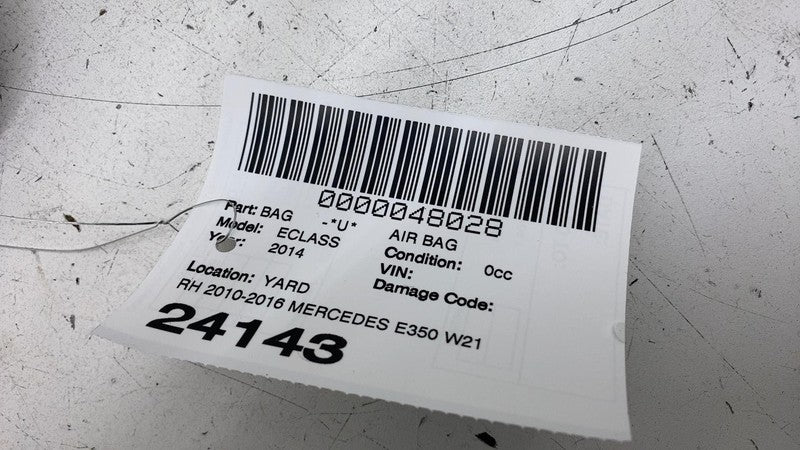 0000048028
Part: BAG -*U* AIR BAG
Model: ECLASS Condition: 0cc
Year: 2014 VIN:
Damage Code:
Location: YARD
RH 2010-2016 MERCEDES E350 W21
24143